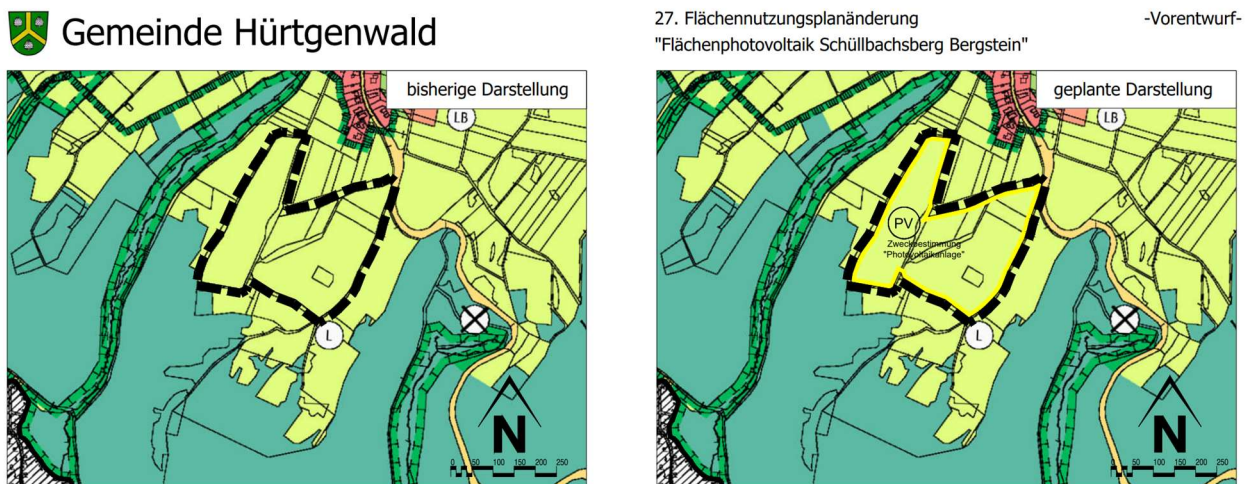 Gemeinde Hürtgenwald
27. Flächennutzungsplanänderung -Vorentwurf-
"Flächenphotovoltaik Schüllbachsberg Bergstein"
bisherige Darstellung
LB
L
N
0 50 100 150 200 250
geplante Darstellung
LB
PV
Zweckbestimmung
"Photovoltaikanlage"
L
N
0 50 100 150 200 250